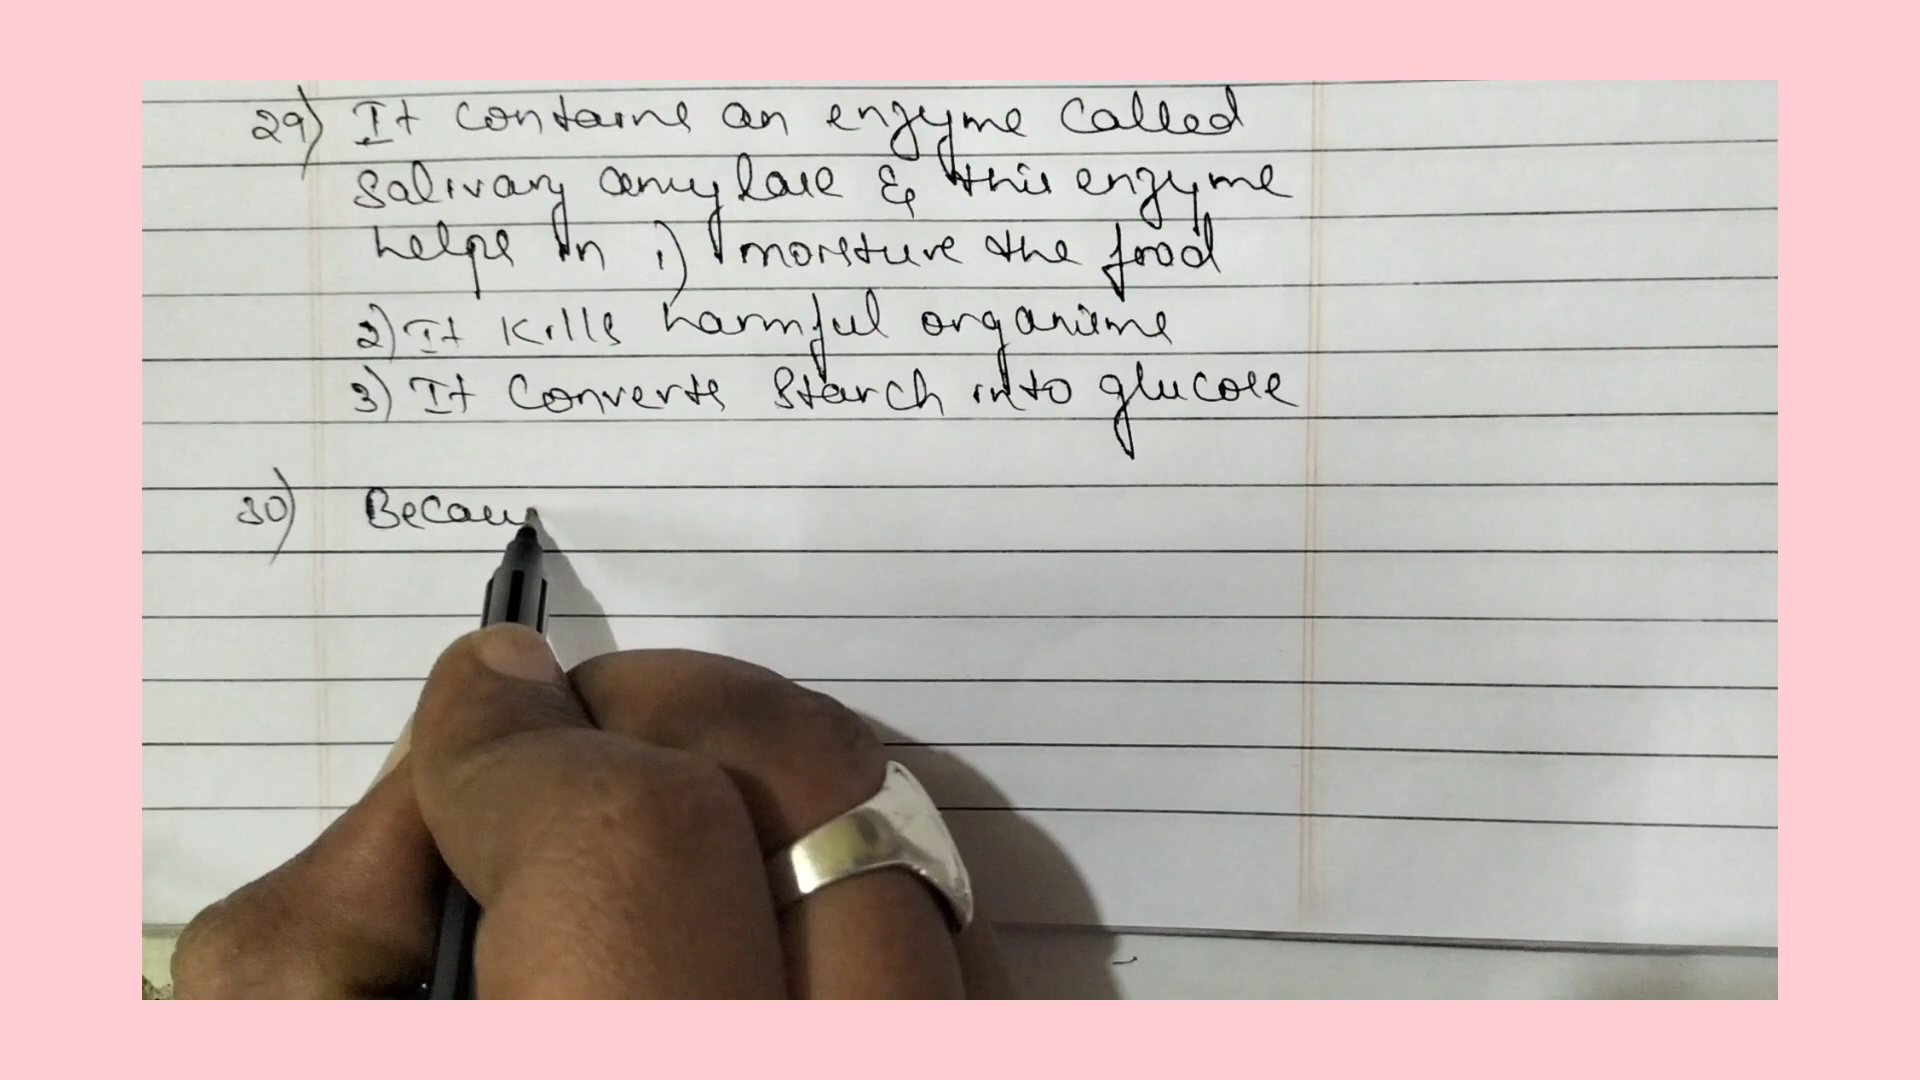 29) It contains an enzyme called
Salivary amylase & this enzyme
helps in 1) moisture the food
2) It kills harmful organisms
3) It converts starch into glucose
30) Becau